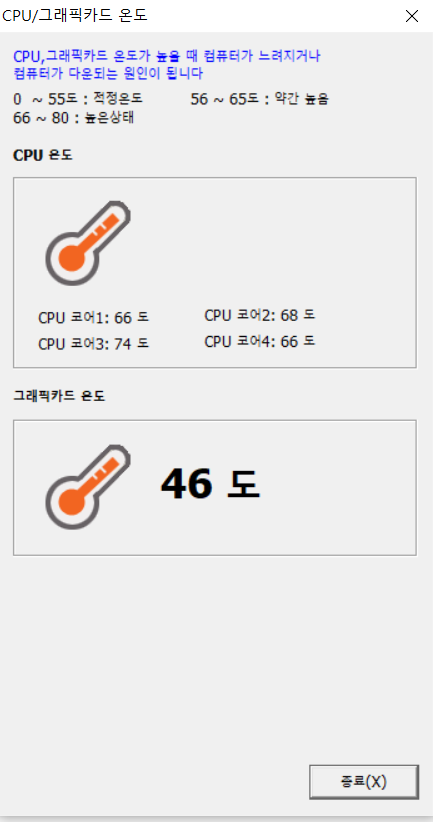 CPU/그래픽카드 온도
CPU,그래픽카드 온도가 높을 때 컴퓨터가 느려지거나
컴퓨터가 다운되는 원인이 됩니다
0 ~ 55도 : 적정온도 56 ~ 65도 : 약간 높음
66 ~ 80 : 높은상태
CPU 온도
CPU 코어1: 66 도 CPU 코어2: 68 도
CPU 코어3: 74 도 CPU 코어4: 66 도
그래픽카드 온도
46 도
종료(X)